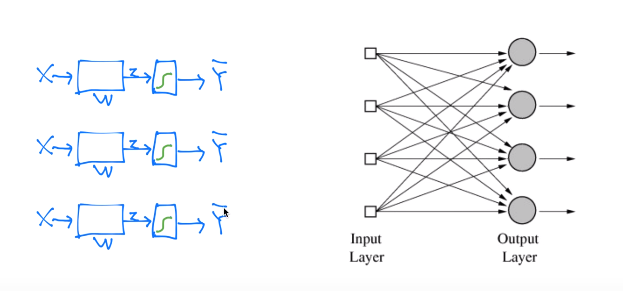 X Z Ȳ
W
X Z Ȳ
W
X Z Ȳ
W
Input
Layer
Output
Layer